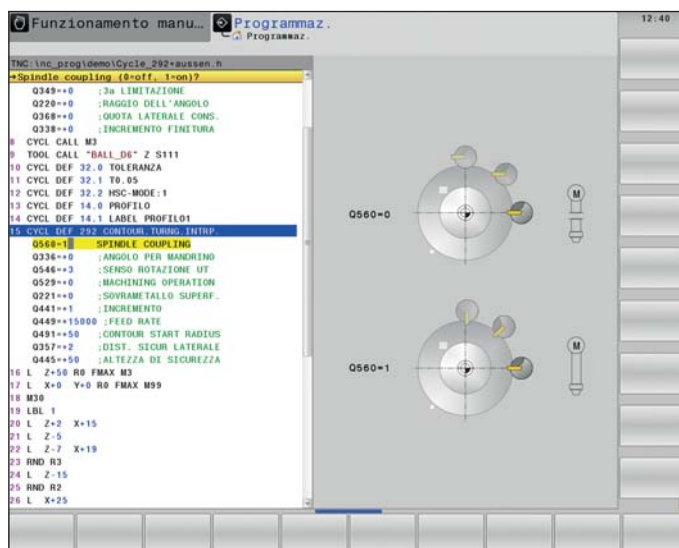 Funzionamento manu...
Programmaz.
Programmaz.
12:40
TNC:\nc_prog\demo\Cycle_292*aussen.h
→Spindle coupling (0=off, 1=on)?
Q349=+0 ;3a LIMITAZIONE
Q220=+0 ;RAGGIO DELL'ANGOLO
Q368=+0 ;QUOTA LATERALE CONS.
Q338=+0 ;INCREMENTO FINITURA
8 CYCL CALL M3
9 TOOL CALL "BALL_D6" Z S111
10 CYCL DEF 32.0 TOLERANZA
11 CYCL DEF 32.1 T0.05
12 CYCL DEF 32.2 HSC-MODE:1
13 CYCL DEF 14.0 PROFILO
14 CYCL DEF 14.1 LABEL PROFILO1
15 CYCL DEF 292 CONTOUR.TURNG.INTRP.
Q560=1 SPINDLE COUPLING
Q336=+0 ;ANGOLO PER MANDRINO
Q546=+3 ;SENSO ROTAZIONE UT
Q529=+0 ;MACHINING OPERATION
Q221=+0 ;SOVRAMETALLO SUPERF.
Q441=+1 ;INCREMENTO
Q449=+15000 ;FEED RATE
Q491=+50 ;CONTOUR START RADIUS
Q357=+2 ;DIST. SICUR LATERALE
Q445=+50 ;ALTEZZA DI SICUREZZA
16 L Z+50 R0 FMAX M3
17 L X+0 Y+0 R0 FMAX M99
18 M30
19 LBL 1
20 L Z+2 X+15
21 L Z-5
22 L Z-7 X+19
23 RND R3
24 L Z-15
25 RND R2
26 L X+25
Q560=0
M
Q560=1
M